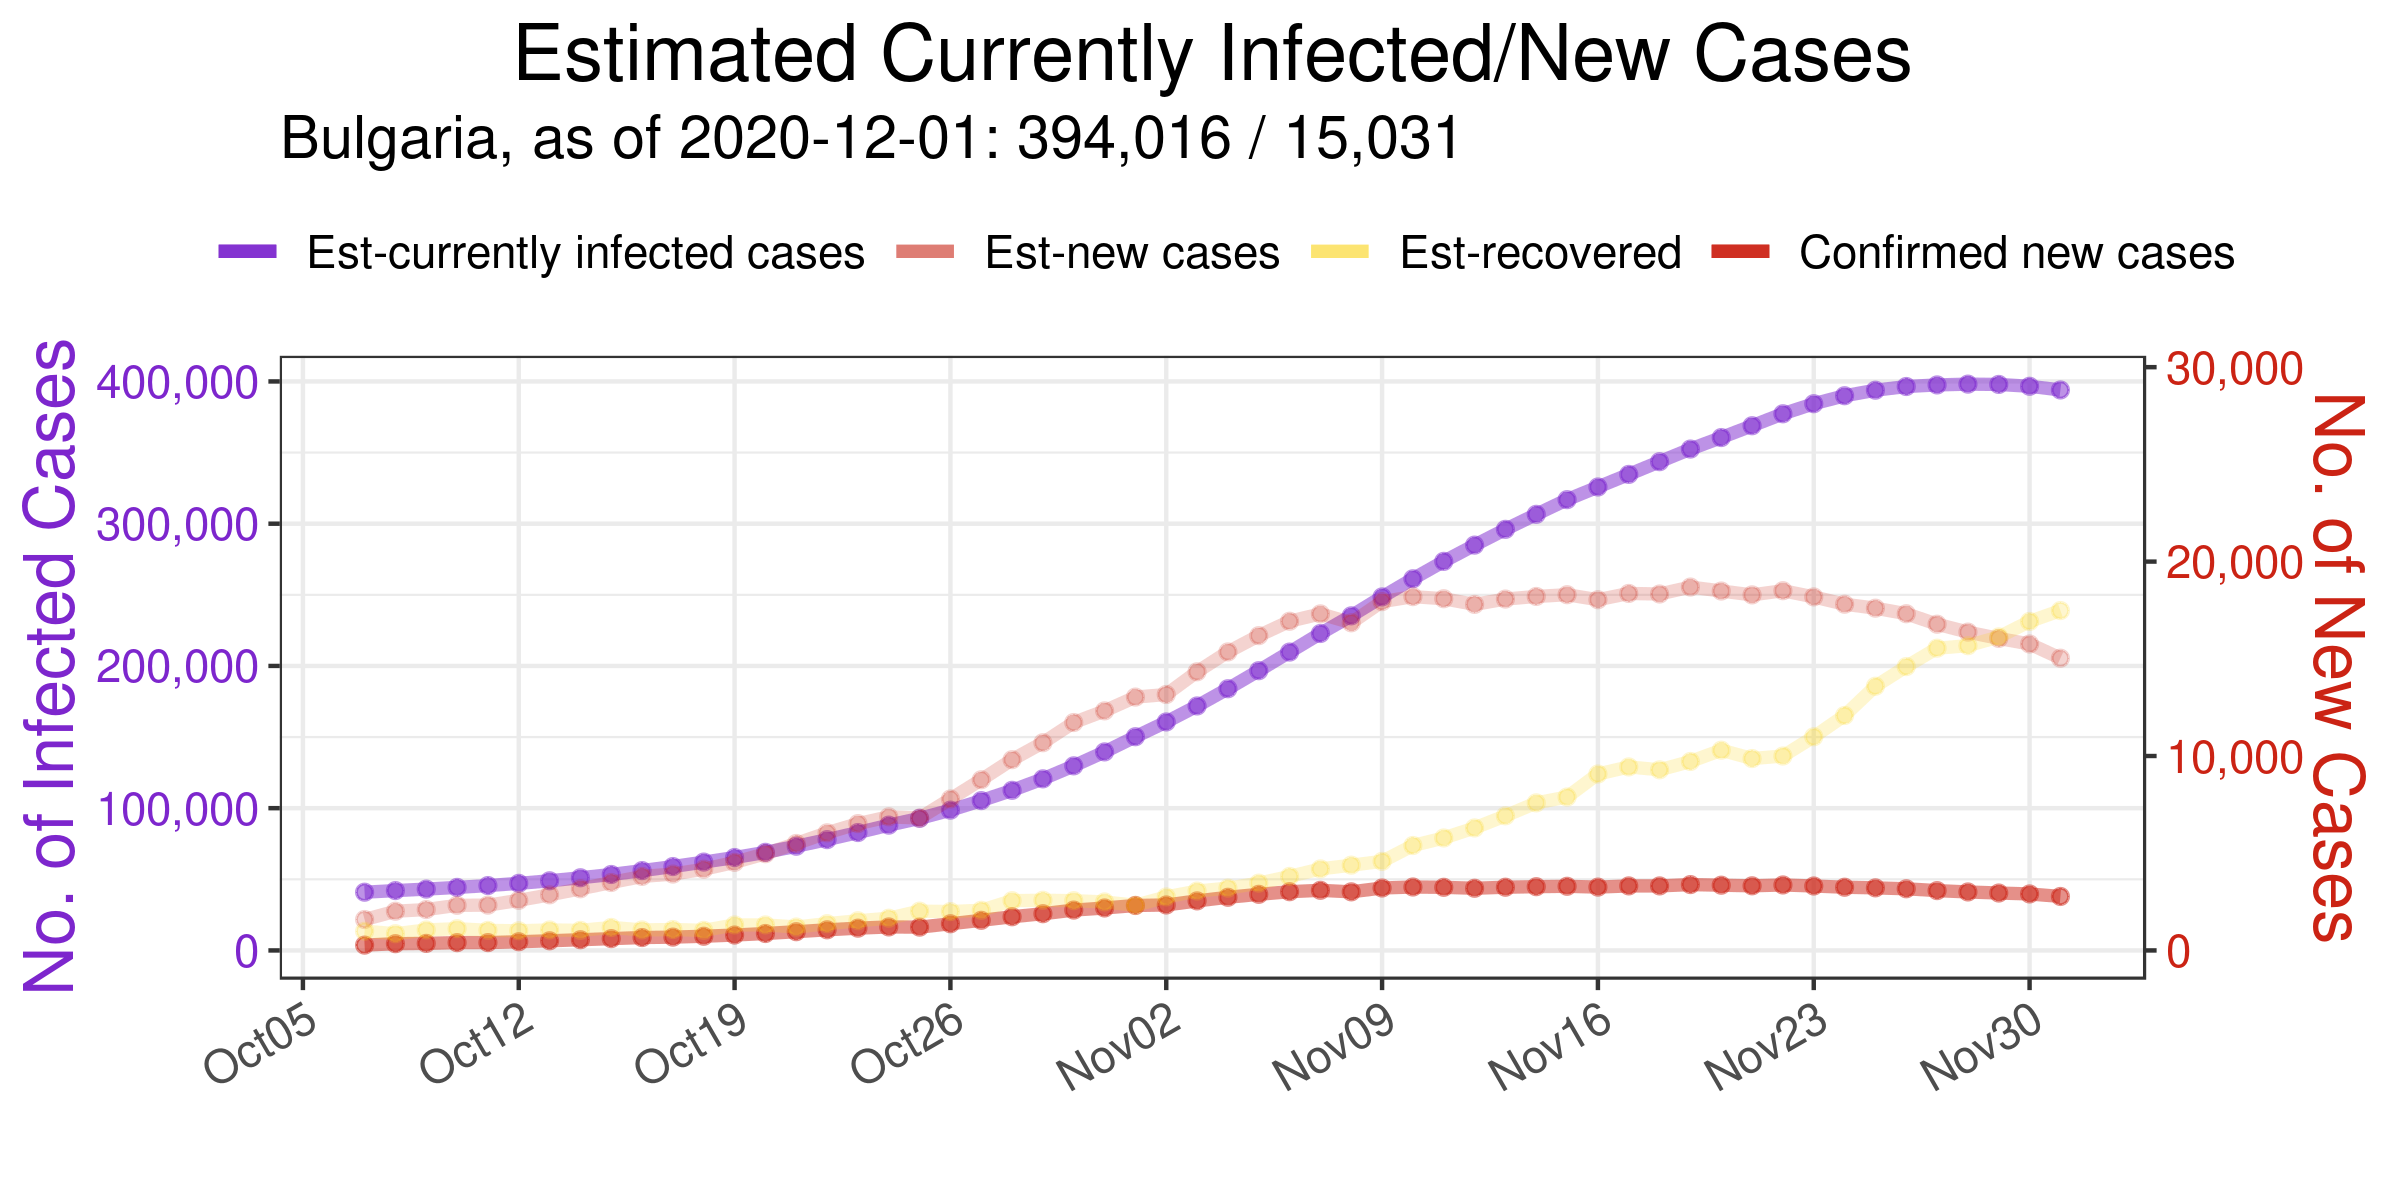 Estimated Currently Infected/New Cases
Bulgaria, as of 2020-12-01: 394,016 / 15,031
Est-currently infected cases
Est-new cases
Est-recovered
Confirmed new cases
No. of Infected Cases
400,000
300,000
200,000
100,000
0
30,000
20,000
10,000
0
No. of New Cases
Oct05
Oct12
Oct19
Oct26
Nov02
Nov09
Nov16
Nov23
Nov30